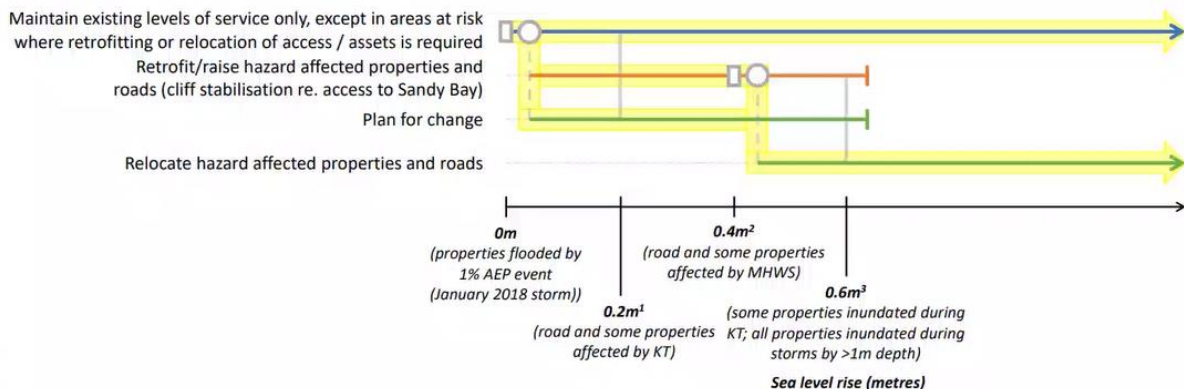 Maintain existing levels of service only, except in areas at risk
where retrofitting or relocation of access / assets is required
Retrofit/raise hazard affected properties and
roads (cliff stabilisation re. access to Sandy Bay)
Plan for change
Relocate hazard affected properties and roads
0m
(properties flooded by
1% AEP event
(January 2018 storm))
0.2m¹
(road and some properties
affected by KT)
0.4m²
(road and some properties
affected by MHWS)
0.6m³
(some properties inundated during
KT; all properties inundated during
storms by >1m depth)
Sea level rise (metres)